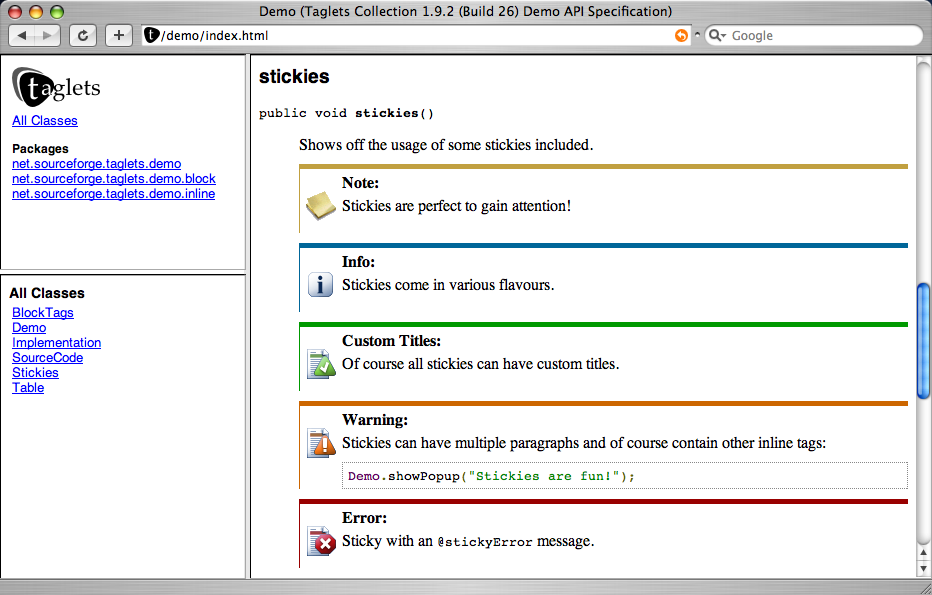 Demo (Taglets Collection 1.9.2 (Build 26) Demo API Specification)
/demo/index.html
Google
taglets
All Classes
Packages
net.sourceforge.taglets.demo
net.sourceforge.taglets.demo.block
net.sourceforge.taglets.demo.inline
All Classes
BlockTags
Demo
Implementation
SourceCode
Stickies
Table
stickies
public void stickies()
Shows off the usage of some stickies included.
Note:
Stickies are perfect to gain attention!
Info:
Stickies come in various flavours.
Custom Titles:
Of course all stickies can have custom titles.
Warning:
Stickies can have multiple paragraphs and of course contain other inline tags:
Demo.showPopup("Stickies are fun!");
Error:
Sticky with an @stickyError message.